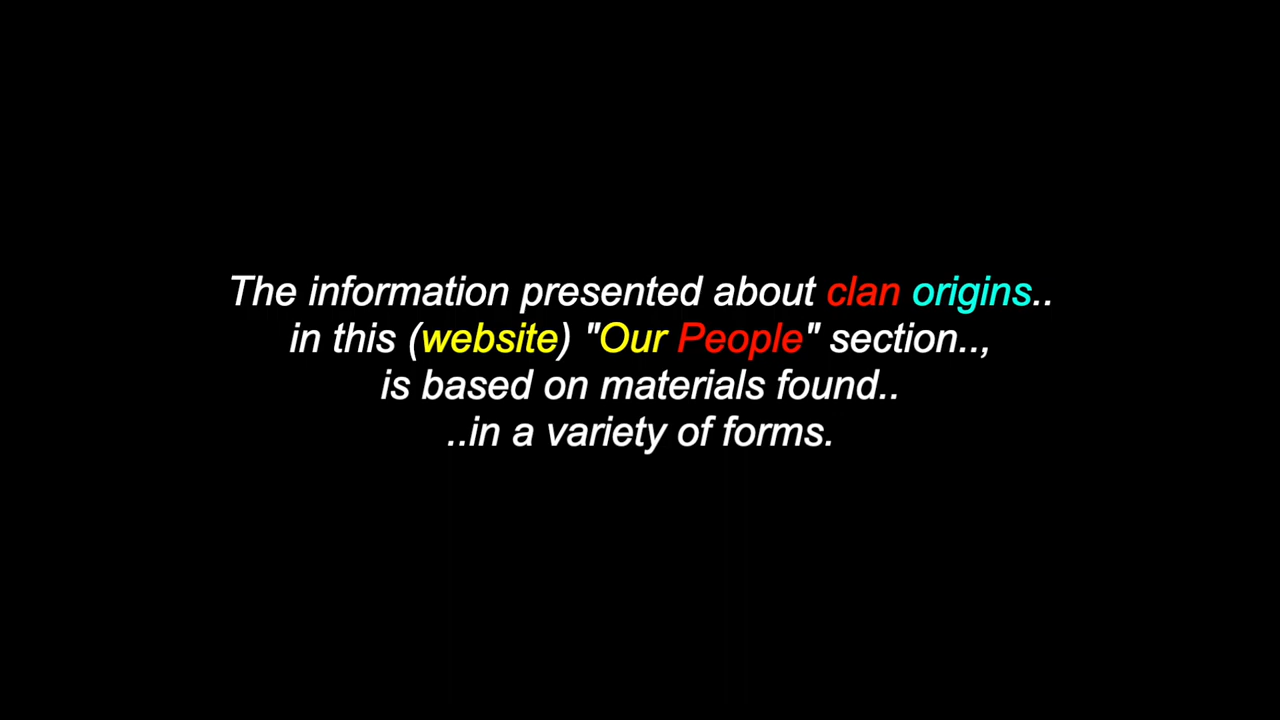 The information presented about clan origins..
in this (website) "Our People" section..,
is based on materials found..
..in a variety of forms.